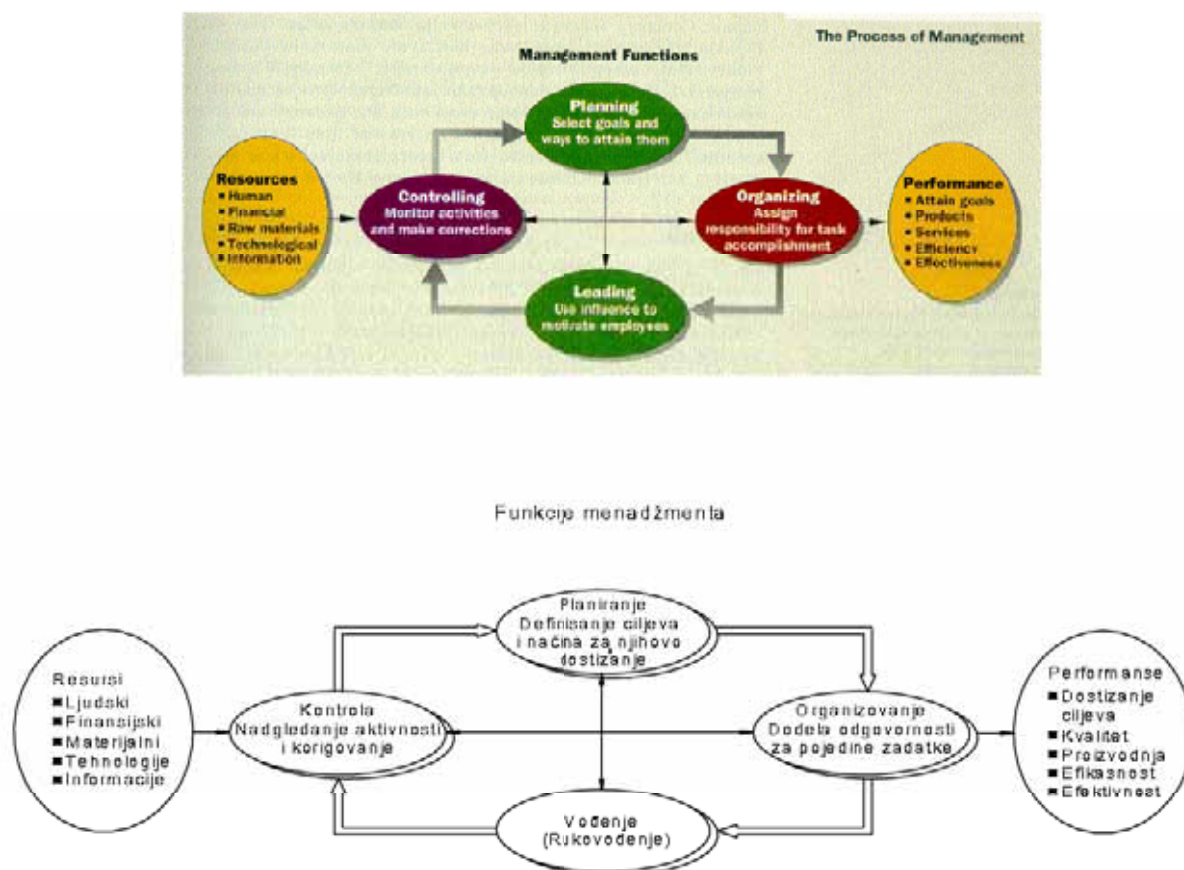 The Process of Management
Management Functions
Planning
Select goals and
ways to attain them
Resources
■ Human
■ Financial
■ Raw materials
■ Technological
■ Information
Controlling
Monitor activities
and make corrections
Organizing
Assign
responsibility for task
accomplishment
Performance
■ Attain goals
■ Products
■ Services
■ Efficiency
■ Effectiveness
Leading
Use influence to
motivate employees
Funkcije menadžmenta
Planiranje
Definisanje ciljeva
i načina za njihovo
dostizanje
Resursi
■Ljudski
■Finansijski
■Materijalni
■Tehnologije
■Informacije
Kontrola
Nadgledanje aktivnosti
i korigovanje
Organizovanje
Dodela odgovornosti
za pojedine zadatke
Performanse
■Dostizanje
ciljeva
■Kvalitet
■Proizvodnja
■Efikasnost
■Efektivnest
Vođenje
(Rukovođenje)